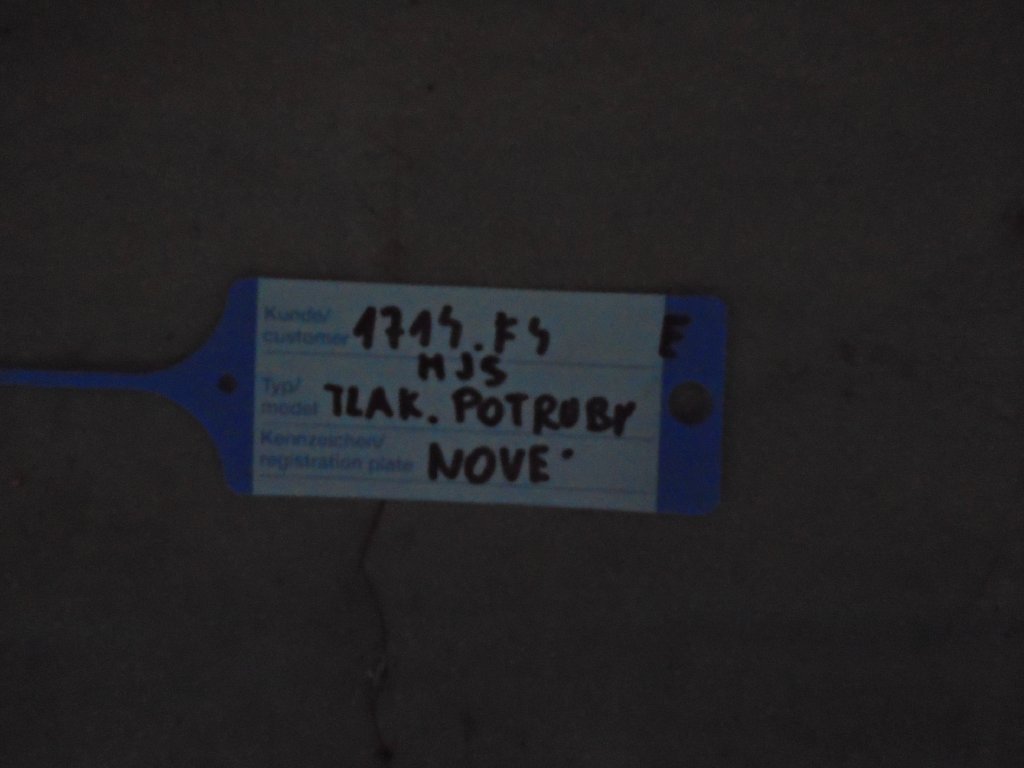 Kunde/
customer 1714.F4 E
MJS
Typ/
model TLAK. POTRUBY
Kennzeichen/
registration plate NOVE